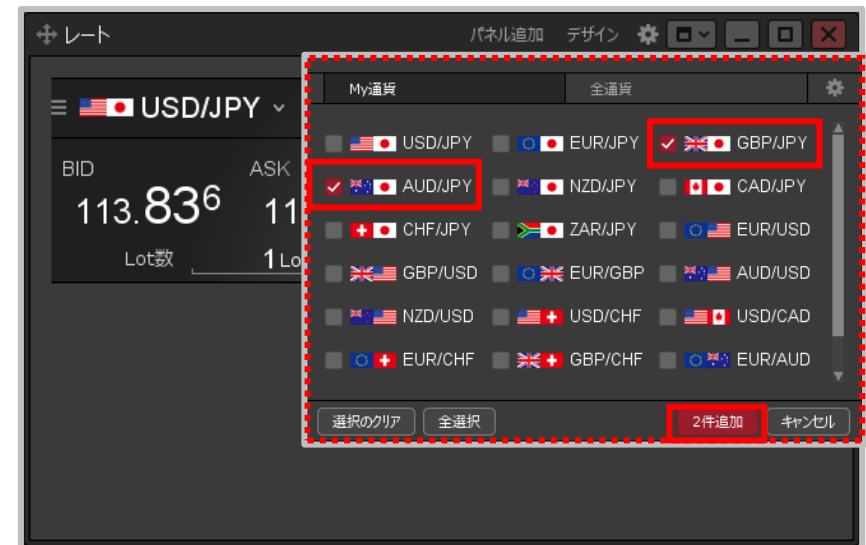 レート パネル追加 デザイン
My通貨 全通貨
USD/JPY
BID ASK
113.836 11
Lot数 1 Lo
USD/JPY EUR/JPY GBP/JPY
AUD/JPY NZD/JPY CAD/JPY
CHF/JPY ZAR/JPY EUR/USD
GBP/USD EUR/GBP AUD/USD
NZD/USD USD/CHF USD/CAD
EUR/CHF GBP/CHF EUR/AUD
選択のクリア 全選択 2件追加 キャンセル